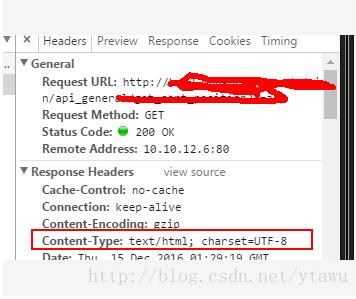 Headers Preview Response Cookies Timing
General
Request URL: http://
n/api_general
Request Method: GET
Status Code: 200 OK
Remote Address: 10.10.12.6:80
Response Headers view source
Cache-Control: no-cache
Connection: keep-alive
Content-Encoding: gzip
Content-Type: text/html; charset=UTF-8
Date: Thu, 15 Dec 2016 01:29:19 GMT
http://blog.csdn.net/ytawu